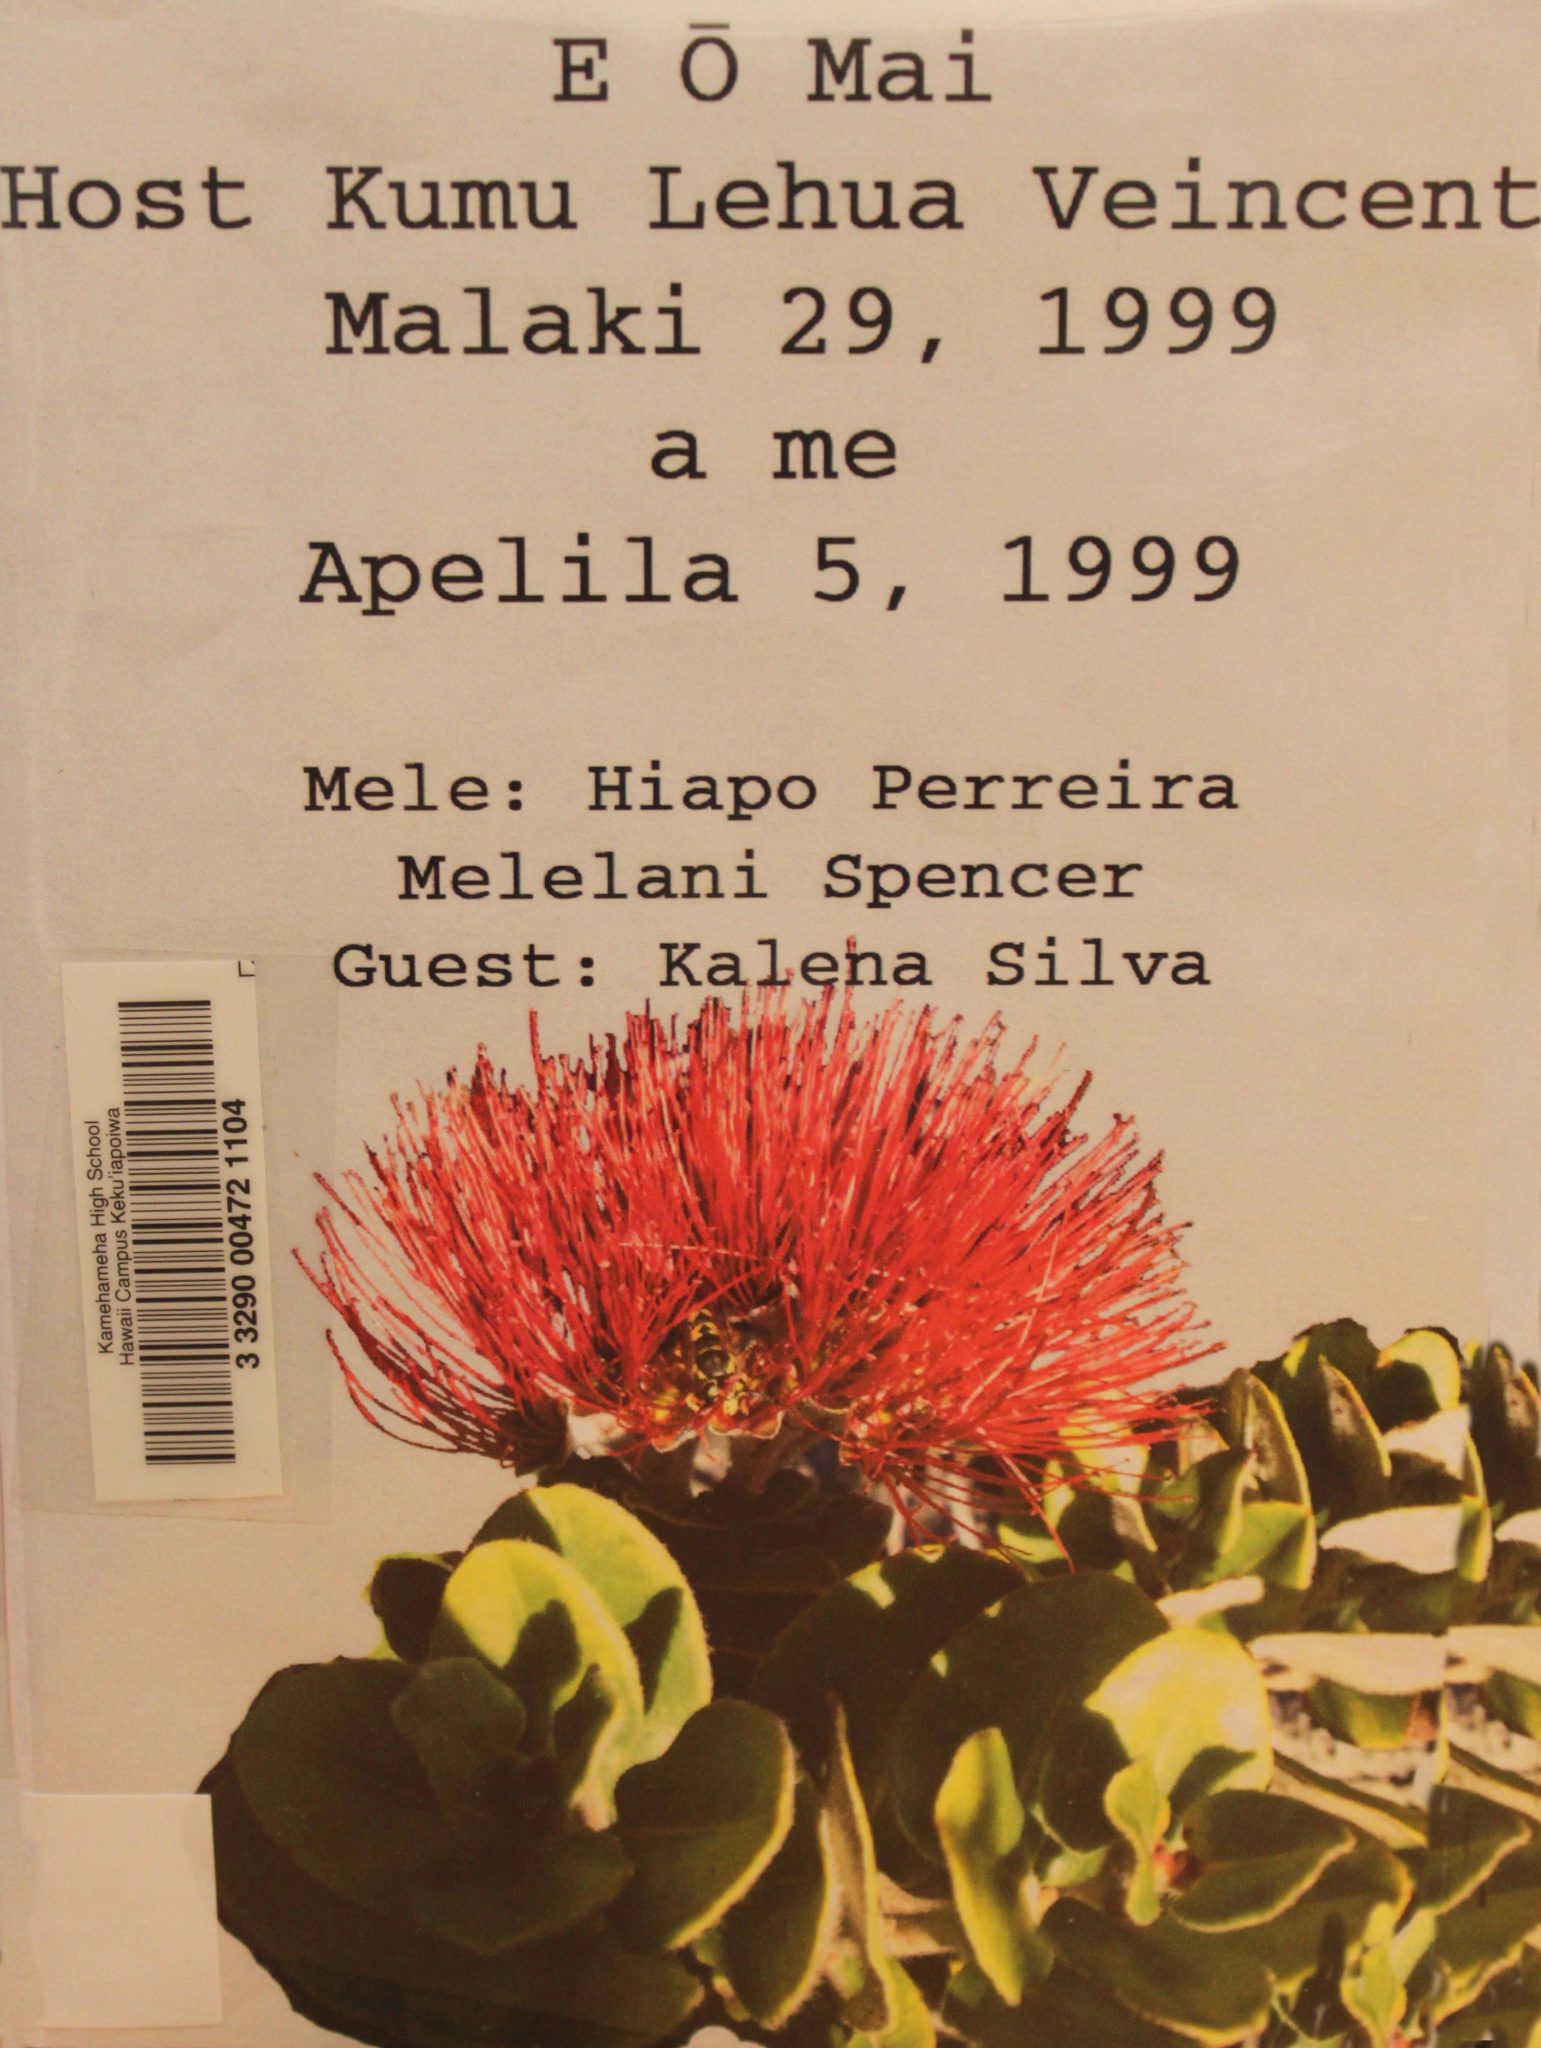 E Ō Mai
Host Kumu Lehua Veincent
Malaki 29, 1999
a me
Apelila 5, 1999
Mele: Hiapo Perreira
Melelani Spencer
Guest: Kalena Silva
Kamehameha High School
Hawaii Campus Keku'iapoiwa
3 3290 00472 1104